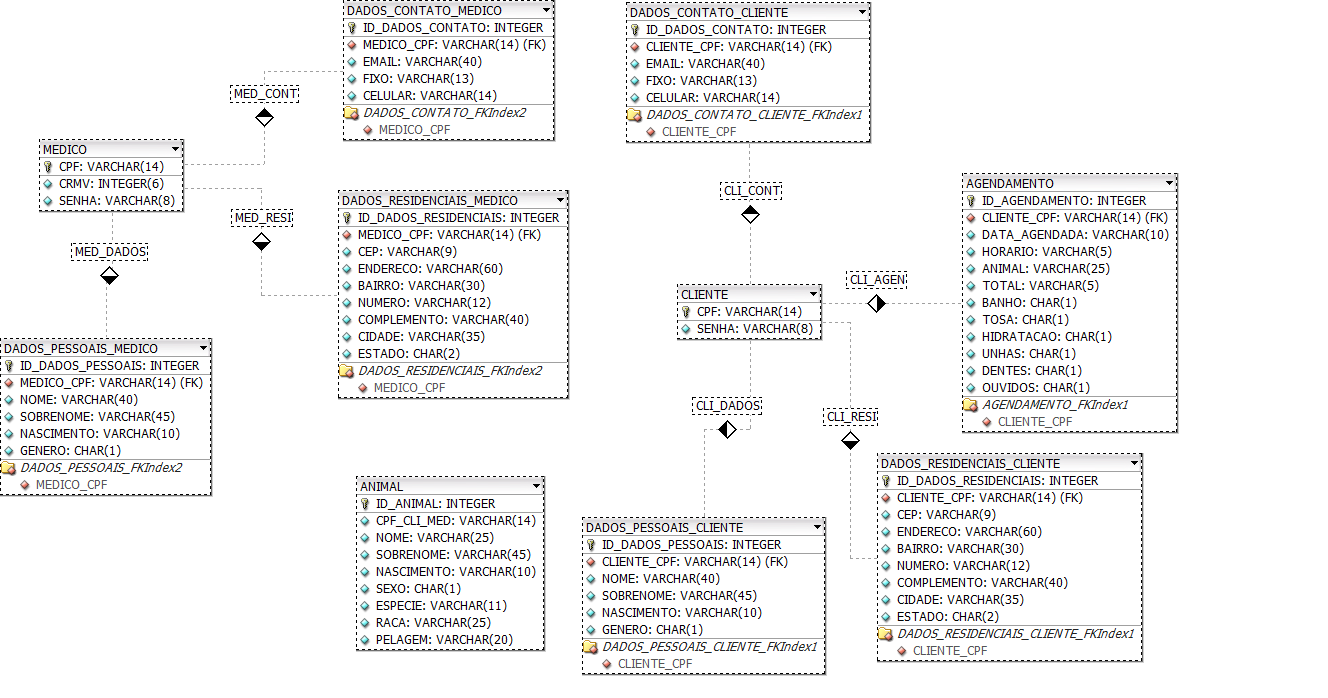 DADOS_CONTATO_MEDICO
ID_DADOS_CONTATO: INTEGER
MEDICO_CPF: VARCHAR(14) (FK)
EMAIL: VARCHAR(40)
FIXO: VARCHAR(13)
CELULAR: VARCHAR(14)
DADOS_CONTATO_FKIndex2
MEDICO_CPF
DADOS_CONTATO_CLIENTE
ID_DADOS_CONTATO: INTEGER
CLIENTE_CPF: VARCHAR(14) (FK)
EMAIL: VARCHAR(40)
FIXO: VARCHAR(13)
CELULAR: VARCHAR(14)
DADOS_CONTATO_CLIENTE_FKIndex1
CLIENTE_CPF
MED_CONT
MEDICO
CPF: VARCHAR(14)
CRMV: INTEGER(6)
SENHA: VARCHAR(8)
MED_RESI
MED_DADOS
DADOS_RESIDENCIAIS_MEDICO
ID_DADOS_RESIDENCIAIS: INTEGER
MEDICO_CPF: VARCHAR(14) (FK)
CEP: VARCHAR(9)
ENDERECO: VARCHAR(60)
BAIRRO: VARCHAR(30)
NUMERO: VARCHAR(12)
COMPLEMENTO: VARCHAR(40)
CIDADE: VARCHAR(35)
ESTADO: CHAR(2)
DADOS_RESIDENCIAIS_FKIndex2
MEDICO_CPF
CLI_CONT
AGENDAMENTO
ID_AGENDAMENTO: INTEGER
CLIENTE_CPF: VARCHAR(14) (FK)
DATA_AGENDADA: VARCHAR(10)
HORARIO: VARCHAR(5)
ANIMAL: VARCHAR(25)
TOTAL: VARCHAR(5)
BANHO: CHAR(1)
TOSA: CHAR(1)
HIDRATACAO: CHAR(1)
UNHAS: CHAR(1)
DENTES: CHAR(1)
OUVIDOS: CHAR(1)
AGENDAMENTO_FKIndex1
CLIENTE_CPF
CLI_AGEN
CLIENTE
CPF: VARCHAR(14)
SENHA: VARCHAR(8)
DADOS_PESSOAIS_MEDICO
ID_DADOS_PESSOAIS: INTEGER
MEDICO_CPF: VARCHAR(14) (FK)
NOME: VARCHAR(40)
SOBRENOME: VARCHAR(45)
NASCIMENTO: VARCHAR(10)
GENERO: CHAR(1)
DADOS_PESSOAIS_FKIndex2
MEDICO_CPF
CLI_DADOS
CLI_RESI
ANIMAL
ID_ANIMAL: INTEGER
CPF_CLI_MED: VARCHAR(14)
NOME: VARCHAR(25)
SOBRENOME: VARCHAR(45)
NASCIMENTO: VARCHAR(10)
SEXO: CHAR(1)
ESPECIE: VARCHAR(11)
RACA: VARCHAR(25)
PELAGEM: VARCHAR(20)
DADOS_PESSOAIS_CLIENTE
ID_DADOS_PESSOAIS: INTEGER
CLIENTE_CPF: VARCHAR(14) (FK)
NOME: VARCHAR(40)
SOBRENOME: VARCHAR(45)
NASCIMENTO: VARCHAR(10)
GENERO: CHAR(1)
DADOS_PESSOAIS_CLIENTE_FKIndex1
CLIENTE_CPF
DADOS_RESIDENCIAIS_CLIENTE
ID_DADOS_RESIDENCIAIS: INTEGER
CLIENTE_CPF: VARCHAR(14) (FK)
CEP: VARCHAR(9)
ENDERECO: VARCHAR(60)
BAIRRO: VARCHAR(30)
NUMERO: VARCHAR(12)
COMPLEMENTO: VARCHAR(40)
CIDADE: VARCHAR(35)
ESTADO: CHAR(2)
DADOS_RESIDENCIAIS_CLIENTE_FKIndex1
CLIENTE_CPF